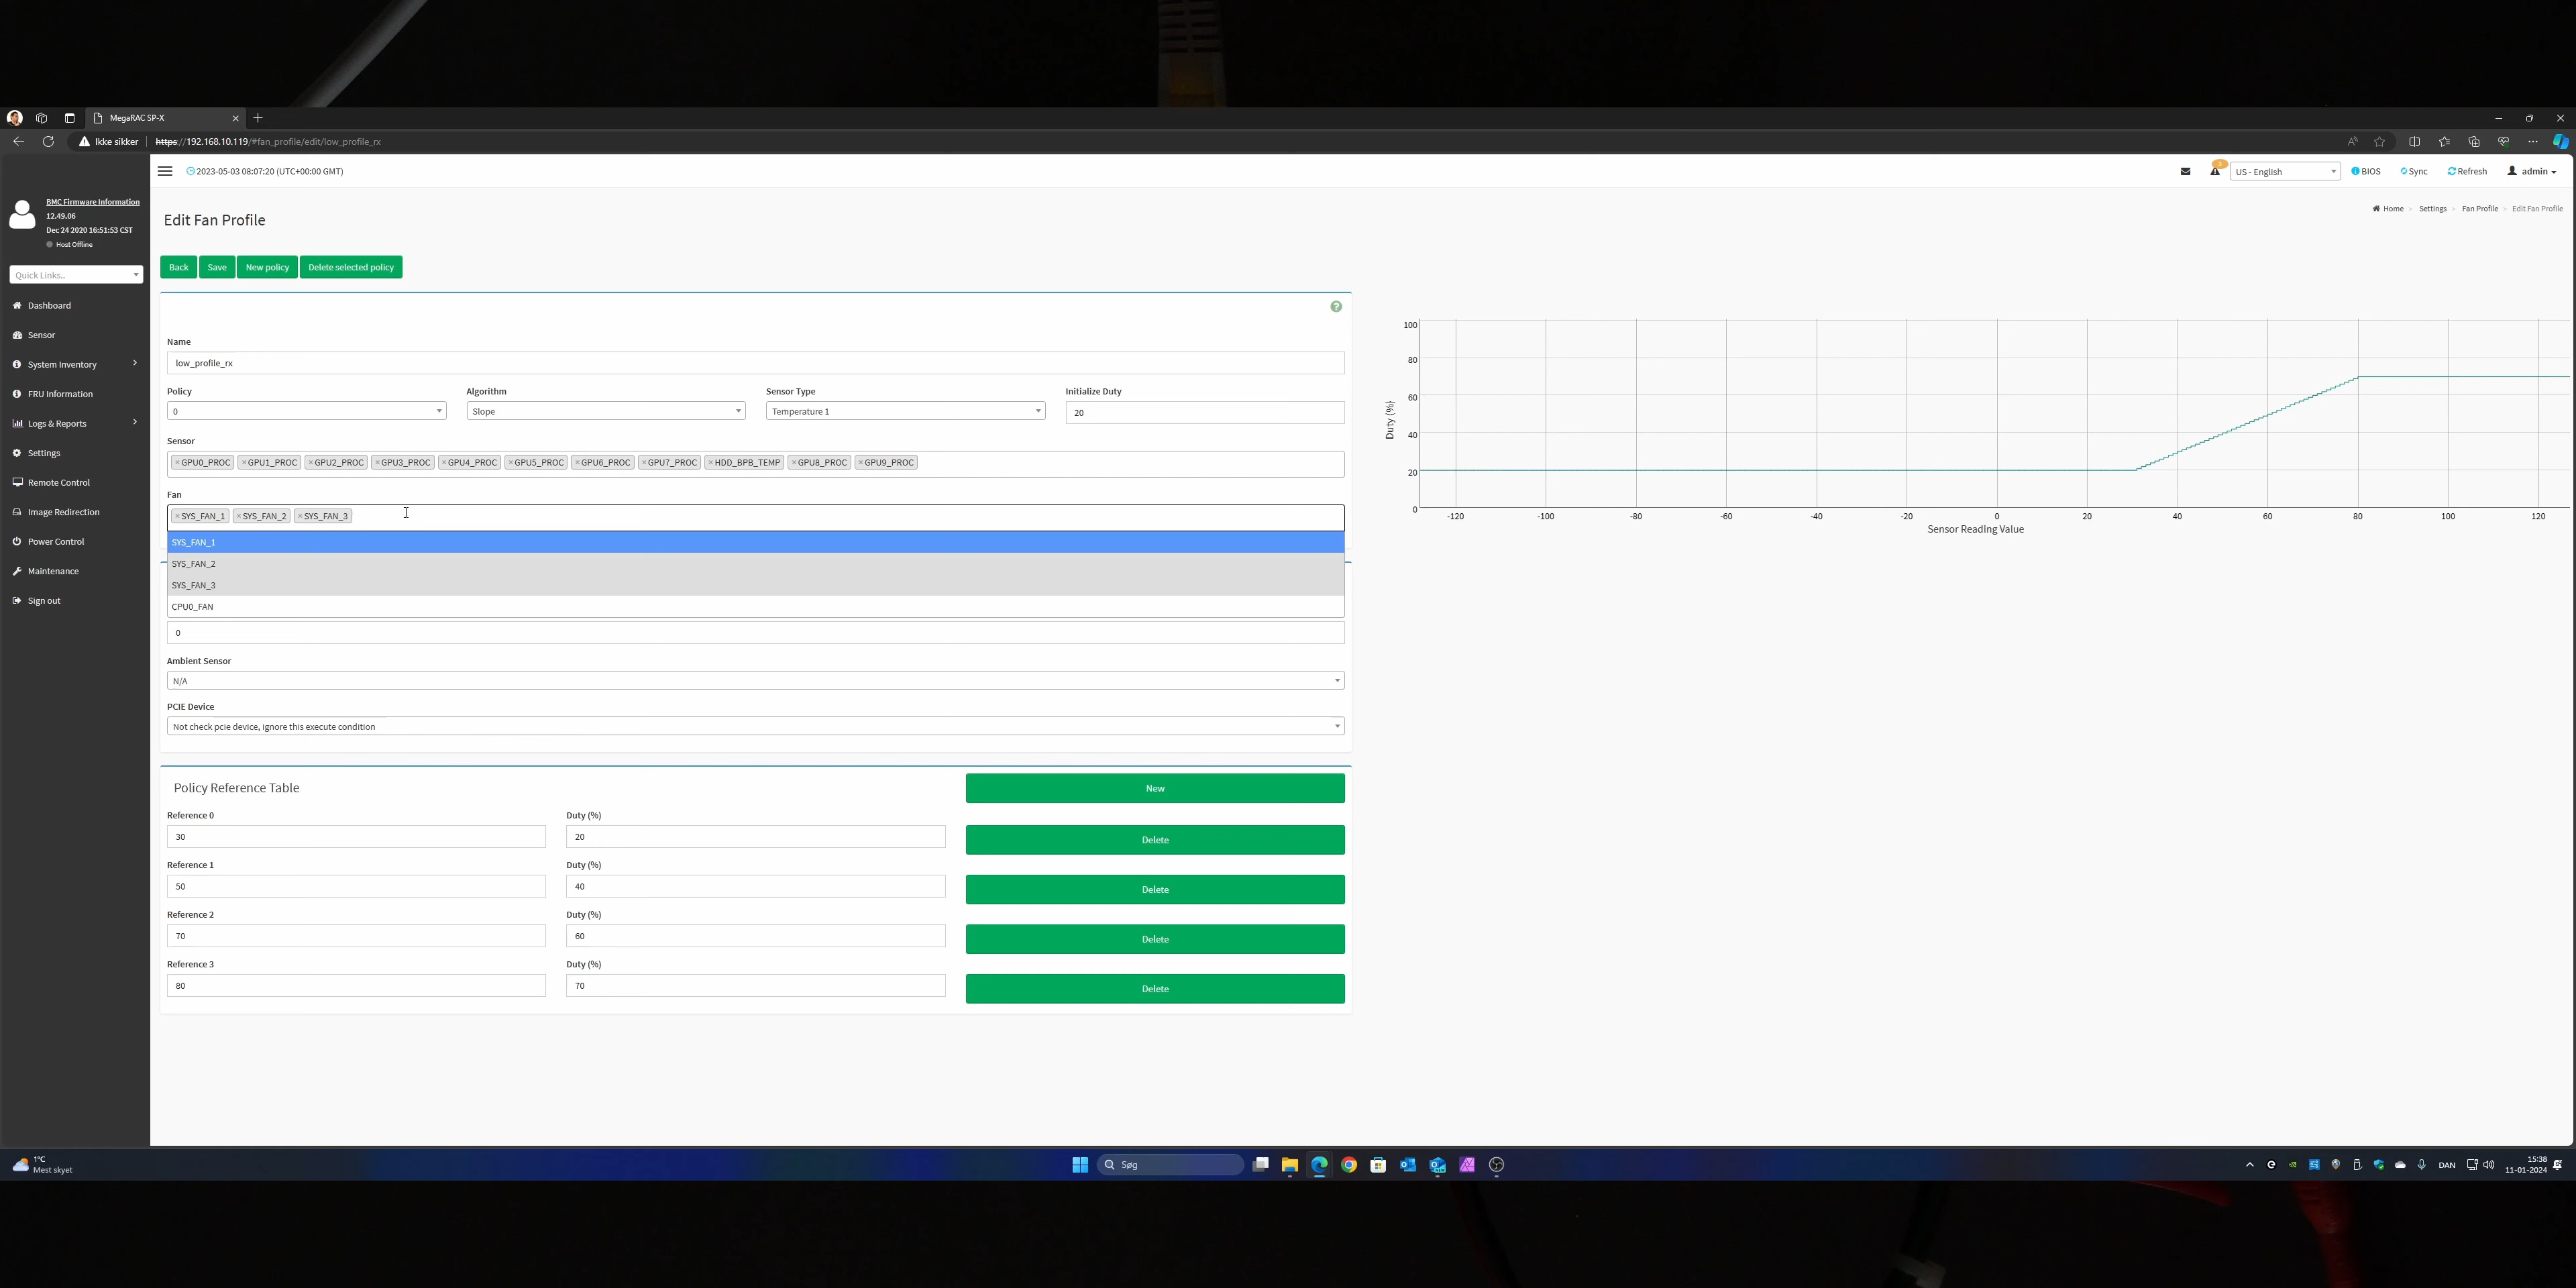 MegaRAC SP-X
Ikke sikker
https://192.168.10.119/#fan_profile/edit/low_profile_rx
BMC Firmware Information
12.49.06
Dec 24 2020 16:51:53 CST
Host Offline
Quick Links..
Dashboard
Sensor
System Inventory
FRU Information
Logs & Reports
Settings
Remote Control
Image Redirection
Power Control
Maintenance
Sign out
2023-05-03 08:07:20 (UTC+00:00 GMT)
US - English
BIOS
Sync
Refresh
admin
Edit Fan Profile
Home > Settings > Fan Profile > Edit Fan Profile
Back
Save
New policy
Delete selected policy
Name
low_profile_rx
Policy
Algorithm
Sensor Type
Initialize Duty
0
Slope
Temperature 1
20
Sensor
×GPU0_PROC ×GPU1_PROC ×GPU2_PROC ×GPU3_PROC ×GPU4_PROC ×GPU5_PROC ×GPU6_PROC ×GPU7_PROC ×HDD_BPB_TEMP ×GPU8_PROC ×GPU9_PROC
Fan
×SYS_FAN_1 ×SYS_FAN_2 ×SYS_FAN_3
SYS_FAN_1
SYS_FAN_2
SYS_FAN_3
CPU0_FAN
0
Ambient Sensor
N/A
PCIE Device
Not check pcie device, ignore this execute condition
Policy Reference Table
New
Reference 0
Duty (%)
30
20
Delete
Reference 1
Duty (%)
50
40
Delete
Reference 2
Duty (%)
70
60
Delete
Reference 3
Duty (%)
80
70
Delete
100
80
60
40
20
0
Duty (%)
-120 -100 -80 -60 -40 -20 0 20 40 60 80 100 120
Sensor Reading Value
1°C
Mest skyet
Søg
DAN
15:38
11-01-2024